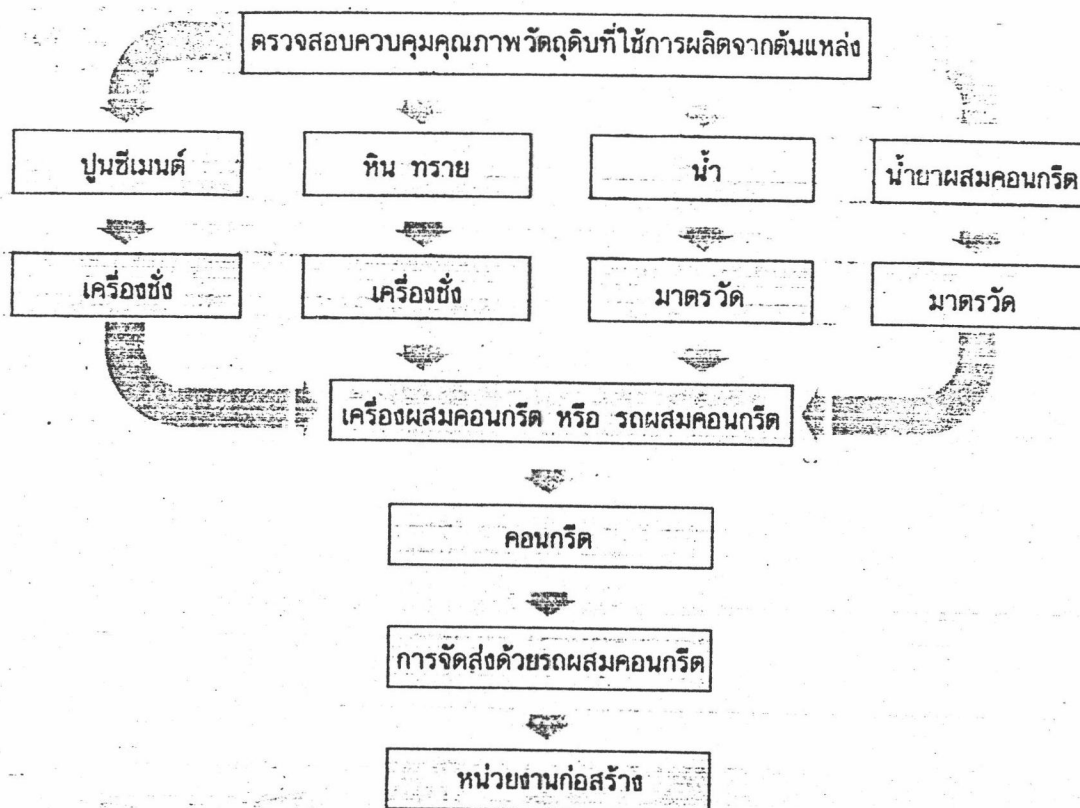 ตรวจสอบควบคุมคุณภาพวัตถุดิบที่ใช้การผลิตจากต้นแหล่ง
ปูนซีเมนต์
หิน ทราย
น้ำ
น้ำยาผสมคอนกรีต
เครื่องชั่ง
เครื่องชั่ง
มาตรวัด
มาตรวัด
เครื่องผสมคอนกรีต หรือ รถผสมคอนกรีต
คอนกรีต
การจัดส่งด้วยรถผสมคอนกรีต
หน่วยงานก่อสร้าง